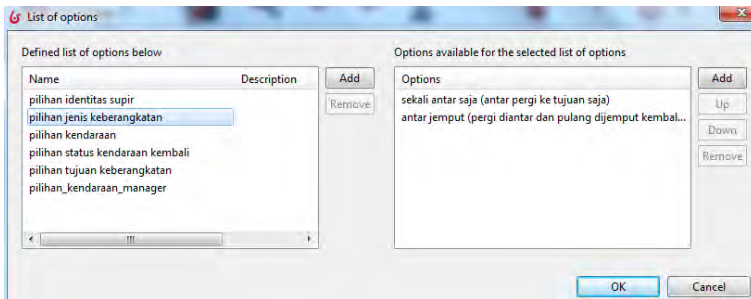 List of options
Defined list of options below
Name Description
pilihan identitas supir
pilihan jenis keberangkatan
pilihan kendaraan
pilihan status kendaraan kembali
pilihan tujuan keberangkatan
pilihan_kendaraan_manager
Add
Remove
Options available for the selected list of options
Options
sekali antar saja (antar pergi ke tujuan saja)
antar jemput (pergi diantar dan pulang dijemput kembal...
Add
Up
Down
Remove
OK Cancel